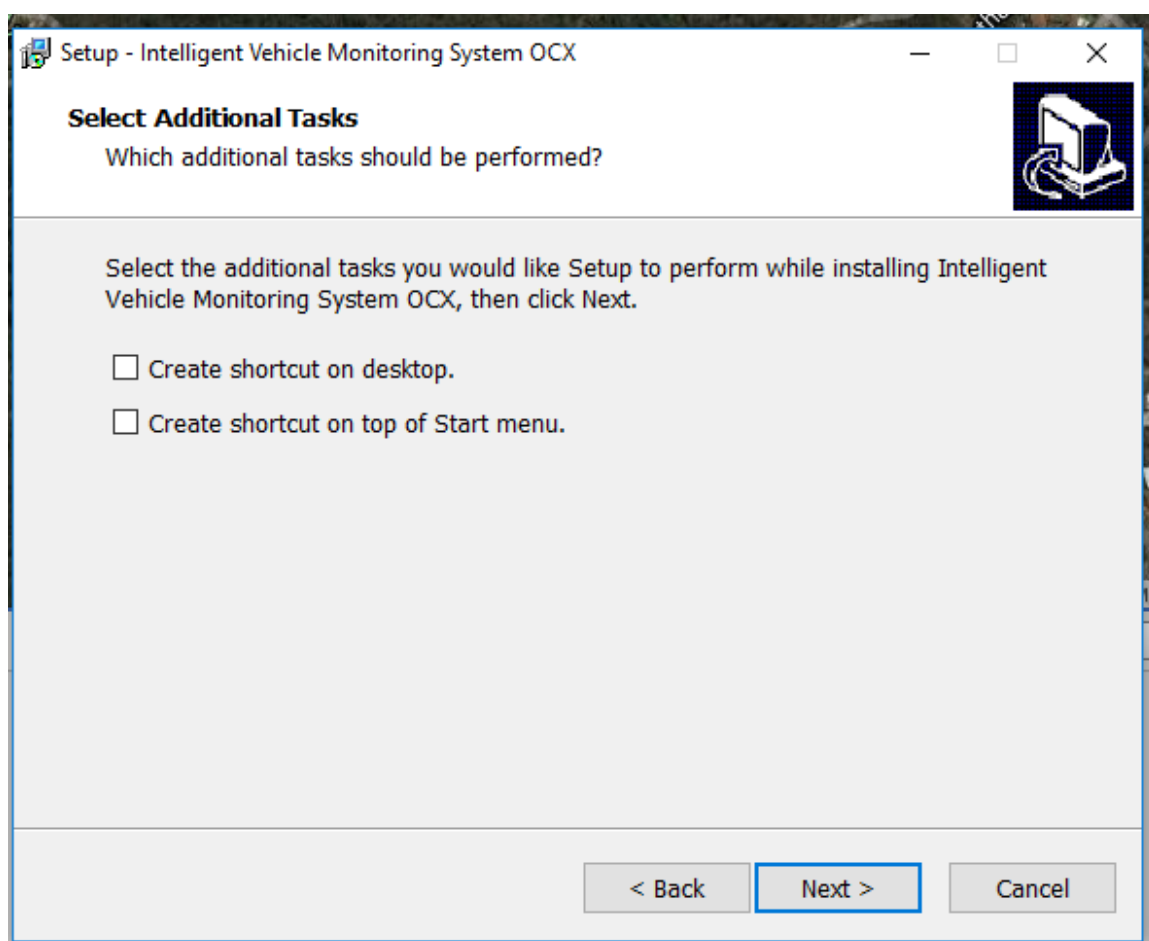 Setup - Intelligent Vehicle Monitoring System OCX
Select Additional Tasks
Which additional tasks should be performed?
Select the additional tasks you would like Setup to perform while installing Intelligent
Vehicle Monitoring System OCX, then click Next.
Create shortcut on desktop.
Create shortcut on top of Start menu.
< Back
Next >
Cancel